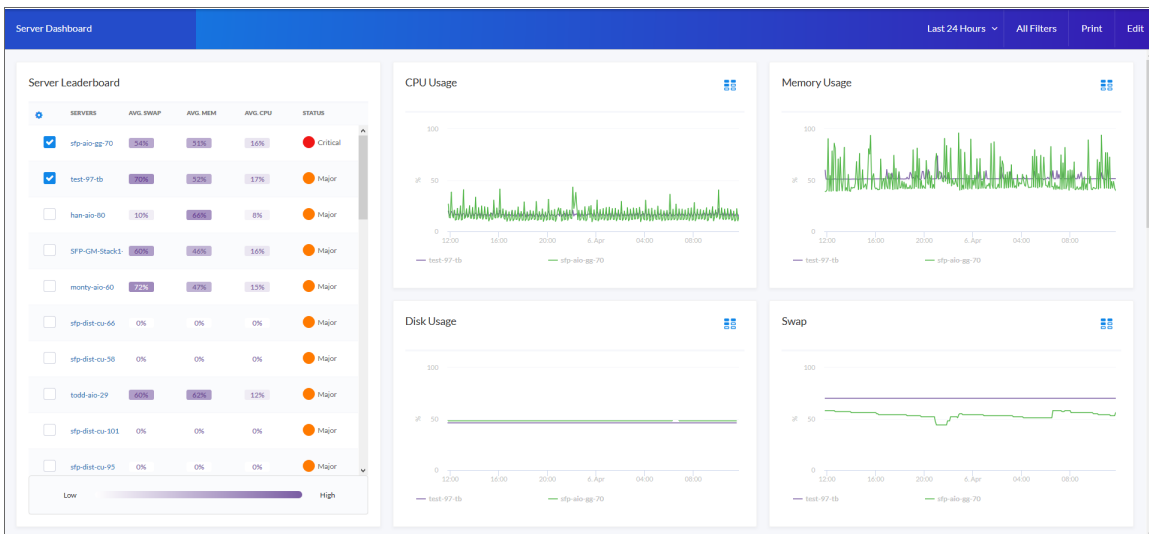 Server Dashboard
Last 24 Hours All Filters Print Edit
Server Leaderboard
SERVERS AVG. SWAP AVG. MEM AVG. CPU STATUS
sfp-aio-gg-70 54% 51% 16% Critical
test-97-tb 70% 52% 17% Major
han-aio-80 10% 66% 8% Major
SFP-GM-Stack1- 60% 46% 16% Major
monty-aio-60 72% 47% 15% Major
sfp-dist-cu-66 0% 0% 0% Major
sfp-dist-cu-58 0% 0% 0% Major
todd-aio-29 60% 62% 12% Major
sfp-dist-cu-101 0% 0% 0% Major
sfp-dist-cu-95 0% 0% 0% Major
Low High
CPU Usage
100
% 50
0
12:00 16:00 20:00 6. Apr 04:00 08:00
test-97-tb sfp-aio-gg-70
Memory Usage
100
% 50
0
12:00 16:00 20:00 6. Apr 04:00 08:00
test-97-tb sfp-aio-gg-70
Disk Usage
100
% 50
0
12:00 16:00 20:00 6. Apr 04:00 08:00
test-97-tb sfp-aio-gg-70
Swap
100
% 50
0
12:00 16:00 20:00 6. Apr 04:00 08:00
test-97-tb sfp-aio-gg-70